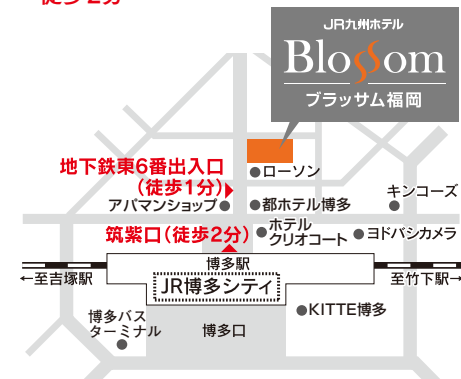 徒歩2分
JR九州ホテル
Blossom
ブラッサム福岡
地下鉄東6番出入口
(徒歩1分)
ローソン
アパマンショップ
都ホテル博多
キンコーズ
筑紫口(徒歩2分)
ホテル
クリオコート
ヨドバシカメラ
博多駅
←至吉塚駅
JR博多シティ
至竹下駅→
博多バス
ターミナル
博多口
KITTE博多